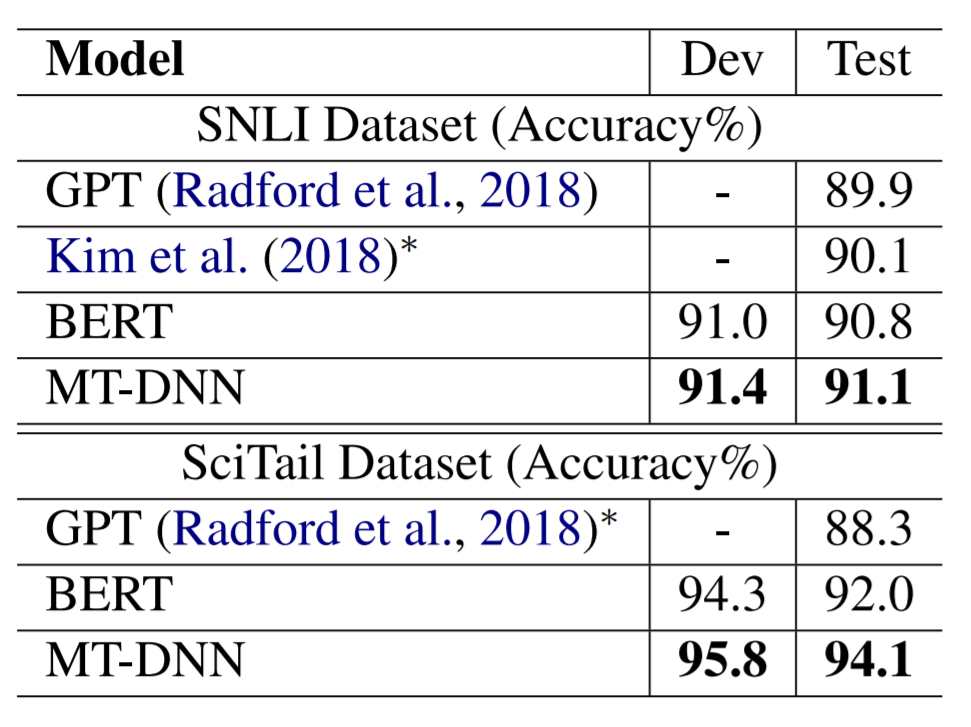 Model Dev Test
SNLI Dataset (Accuracy%)
GPT (Radford et al., 2018) - 89.9
Kim et al. (2018)* - 90.1
BERT 91.0 90.8
MT-DNN 91.4 91.1
SciTail Dataset (Accuracy%)
GPT (Radford et al., 2018)* - 88.3
BERT 94.3 92.0
MT-DNN 95.8 94.1